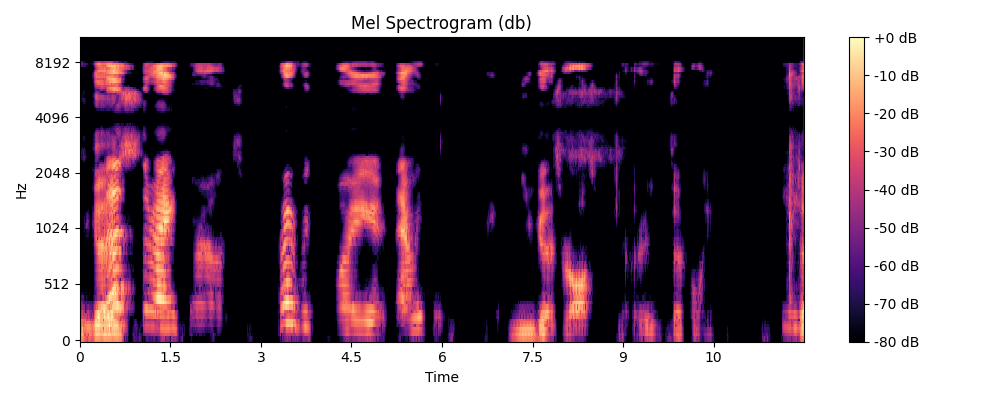 Mel Spectrogram (db)
8192
4096
2048
1024
512
0
Hz
0 1.5 3 4.5 6 7.5 9 10
Time
+0 dB
-10 dB
-20 dB
-30 dB
-40 dB
-50 dB
-60 dB
-70 dB
-80 dB